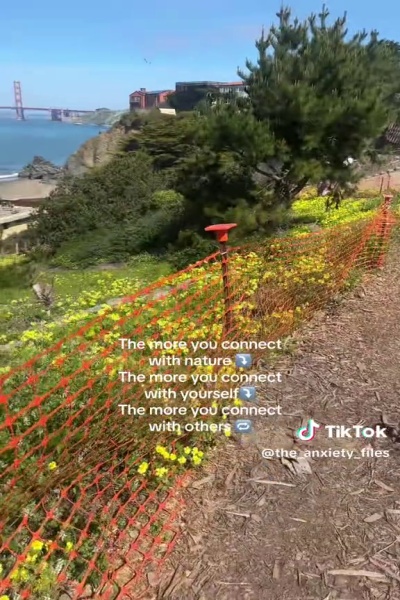 The more you connect
with nature ⤵️
The more you connect
with yourself⤵️
The more you connect
with others 🔁
TikTok
@the_anxiety_files